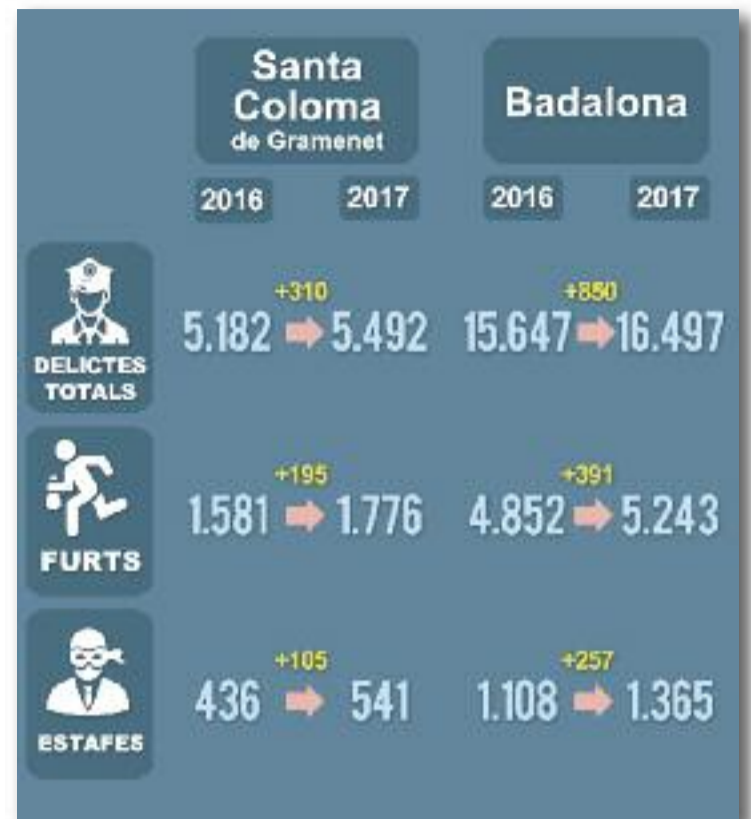 Santa
Coloma
de Gramenet
Badalona
2016 2017 2016 2017
DELICTES
TOTALS
+310
5.182 5.492
+850
15.647 16.497
FURTS
+195
1.581 1.776
+391
4.852 5.243
ESTAFES
+105
436 541
+257
1.108 1.365